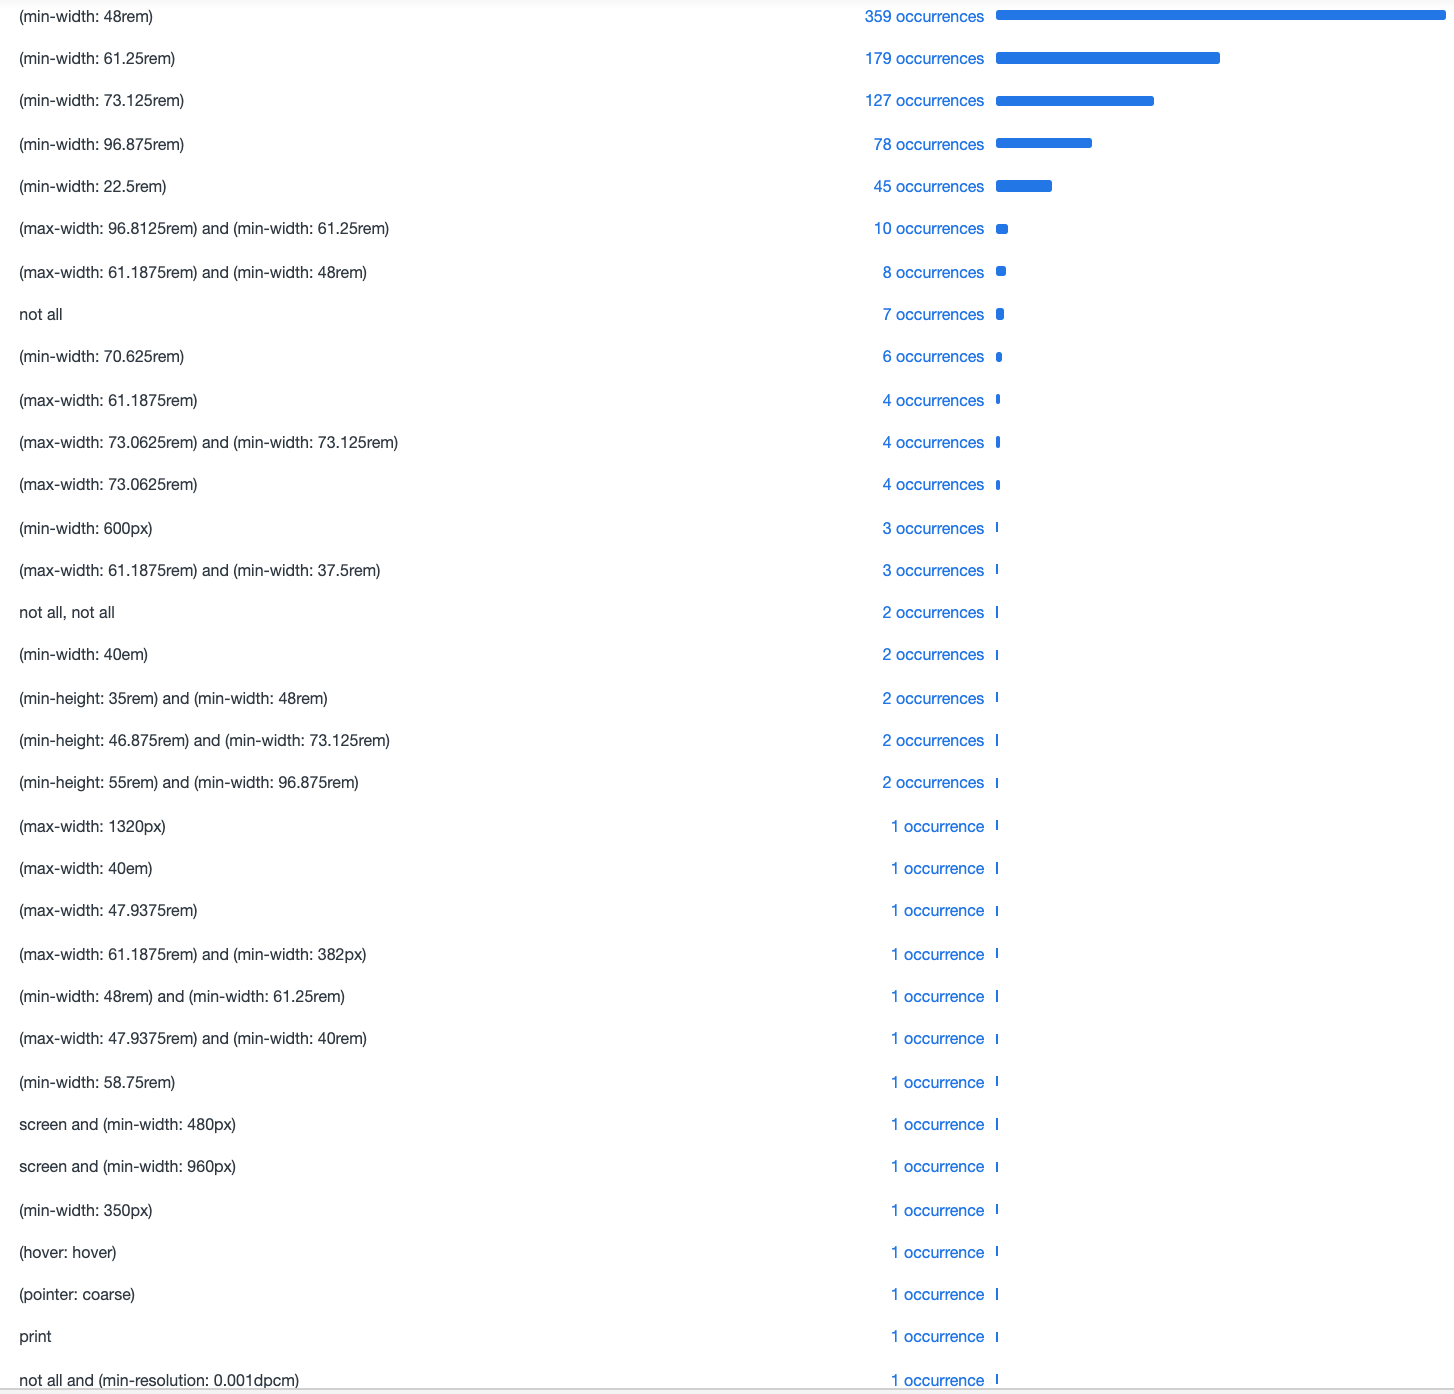 (min-width: 48rem) 359 occurrences
(min-width: 61.25rem) 179 occurrences
(min-width: 73.125rem) 127 occurrences
(min-width: 96.875rem) 78 occurrences
(min-width: 22.5rem) 45 occurrences
(max-width: 96.8125rem) and (min-width: 61.25rem) 10 occurrences
(max-width: 61.1875rem) and (min-width: 48rem) 8 occurrences
not all 7 occurrences
(min-width: 70.625rem) 6 occurrences
(max-width: 61.1875rem) 4 occurrences
(max-width: 73.0625rem) and (min-width: 73.125rem) 4 occurrences
(max-width: 73.0625rem) 4 occurrences
(min-width: 600px) 3 occurrences
(max-width: 61.1875rem) and (min-width: 37.5rem) 3 occurrences
not all, not all 2 occurrences
(min-width: 40em) 2 occurrences
(min-height: 35rem) and (min-width: 48rem) 2 occurrences
(min-height: 46.875rem) and (min-width: 73.125rem) 2 occurrences
(min-height: 55rem) and (min-width: 96.875rem) 2 occurrences
(max-width: 1320px) 1 occurrence
(max-width: 40em) 1 occurrence
(max-width: 47.9375rem) 1 occurrence
(max-width: 61.1875rem) and (min-width: 382px) 1 occurrence
(min-width: 48rem) and (min-width: 61.25rem) 1 occurrence
(max-width: 47.9375rem) and (min-width: 40rem) 1 occurrence
(min-width: 58.75rem) 1 occurrence
screen and (min-width: 480px) 1 occurrence
screen and (min-width: 960px) 1 occurrence
(min-width: 350px) 1 occurrence
(hover: hover) 1 occurrence
(pointer: coarse) 1 occurrence
print 1 occurrence
not all and (min-resolution: 0.001dpcm) 1 occurrence